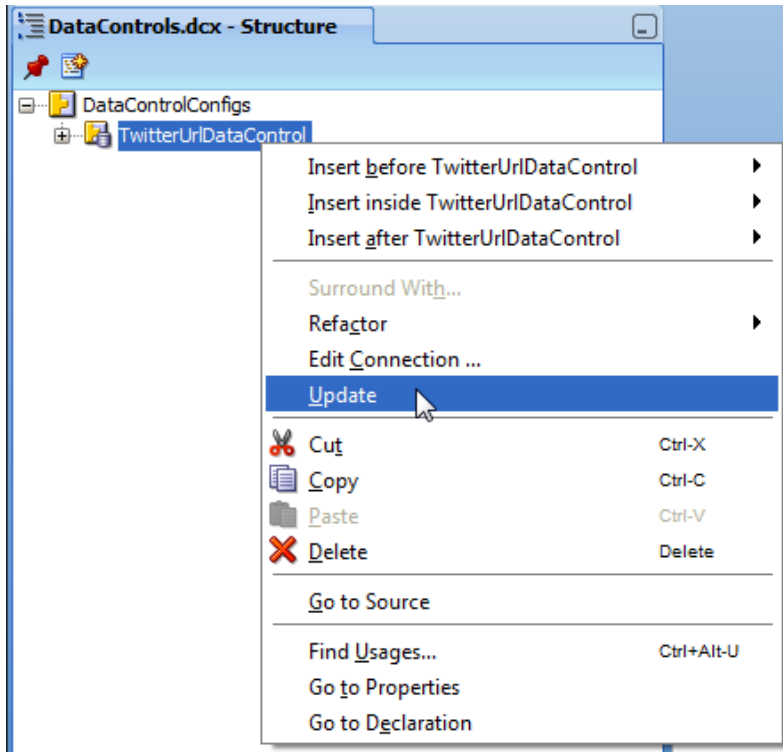 DataControls.dcx - Structure
DataControlConfigs
TwitterUrlDataControl
Insert before TwitterUrlDataControl
Insert inside TwitterUrlDataControl
Insert after TwitterUrlDataControl
Surround With...
Refactor
Edit Connection ...
Update
Cut Ctrl-X
Copy Ctrl-C
Paste Ctrl-V
Delete Delete
Go to Source
Find Usages... Ctrl+Alt-U
Go to Properties
Go to Declaration